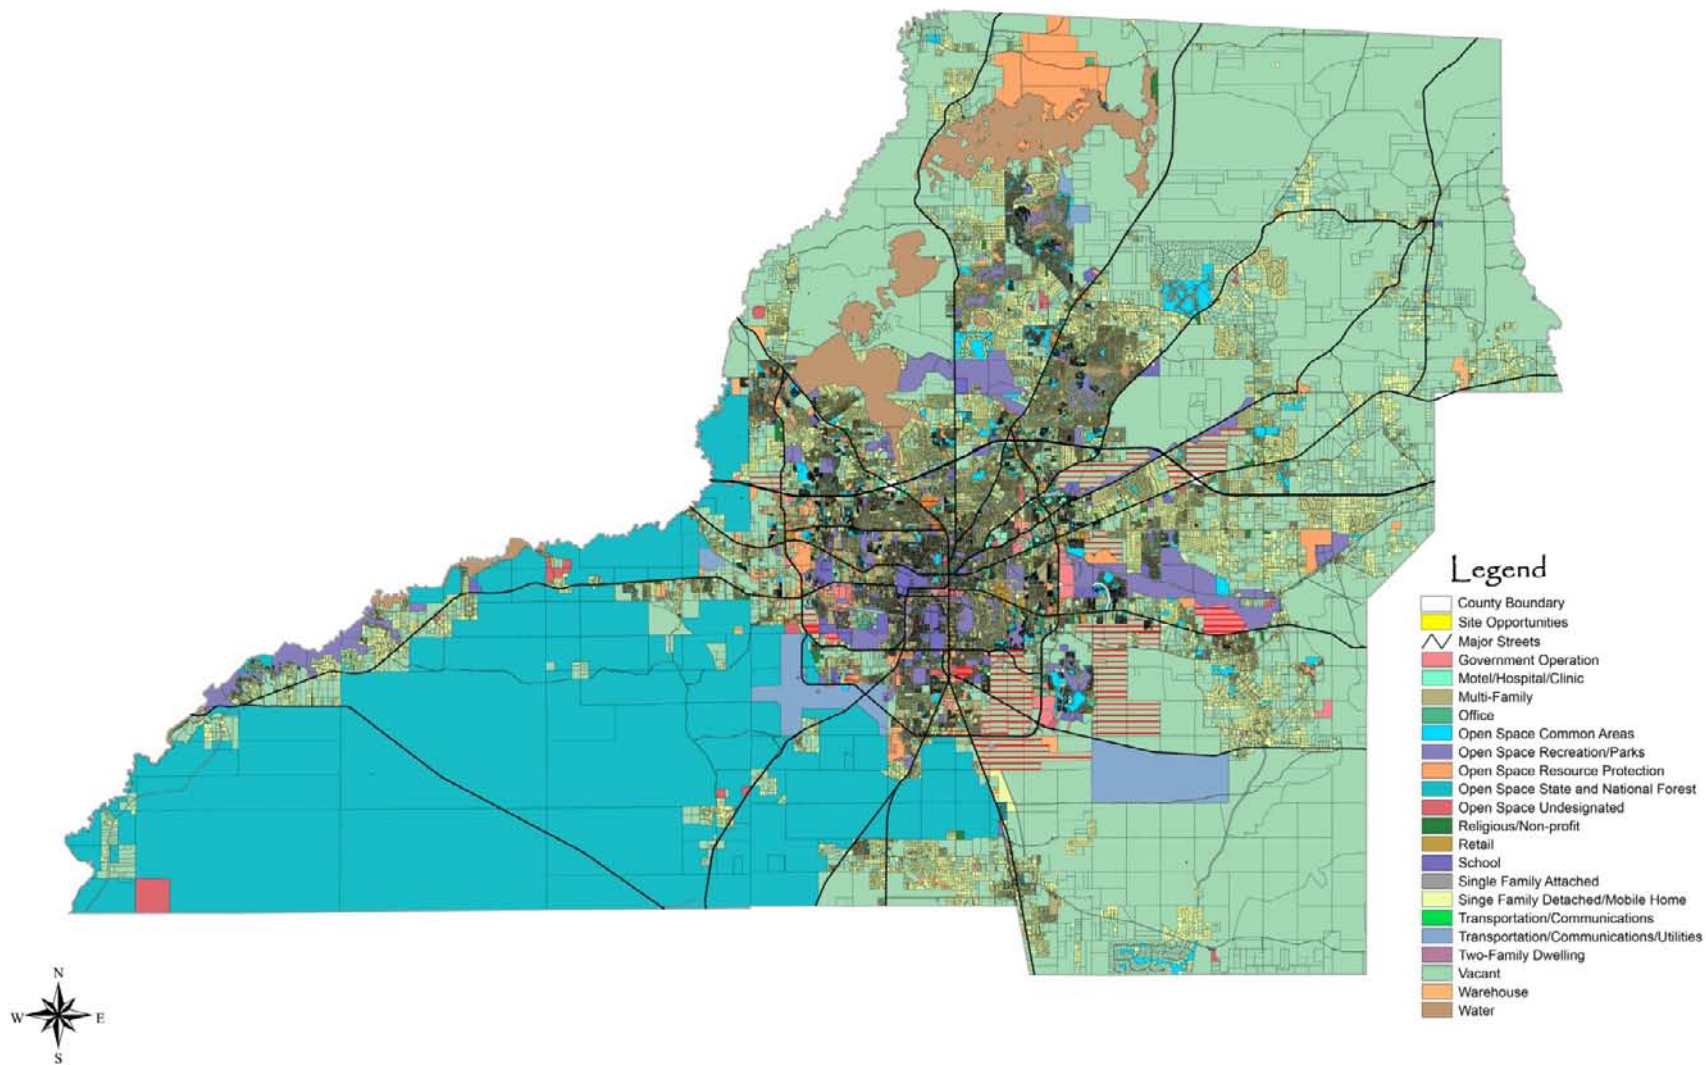 Legend
County Boundary
Site Opportunities
Major Streets
Government Operation
Motel/Hospital/Clinic
Multi-Family
Office
Open Space Common Areas
Open Space Recreation/Parks
Open Space Resource Protection
Open Space State and National Forest
Open Space Undesignated
Religious/Non-profit
Retail
School
Single Family Attached
Singe Family Detached/Mobile Home
Transportation/Communications
Transportation/Communications/Utilities
Two-Family Dwelling
Vacant
Warehouse
Water
N
W E
S